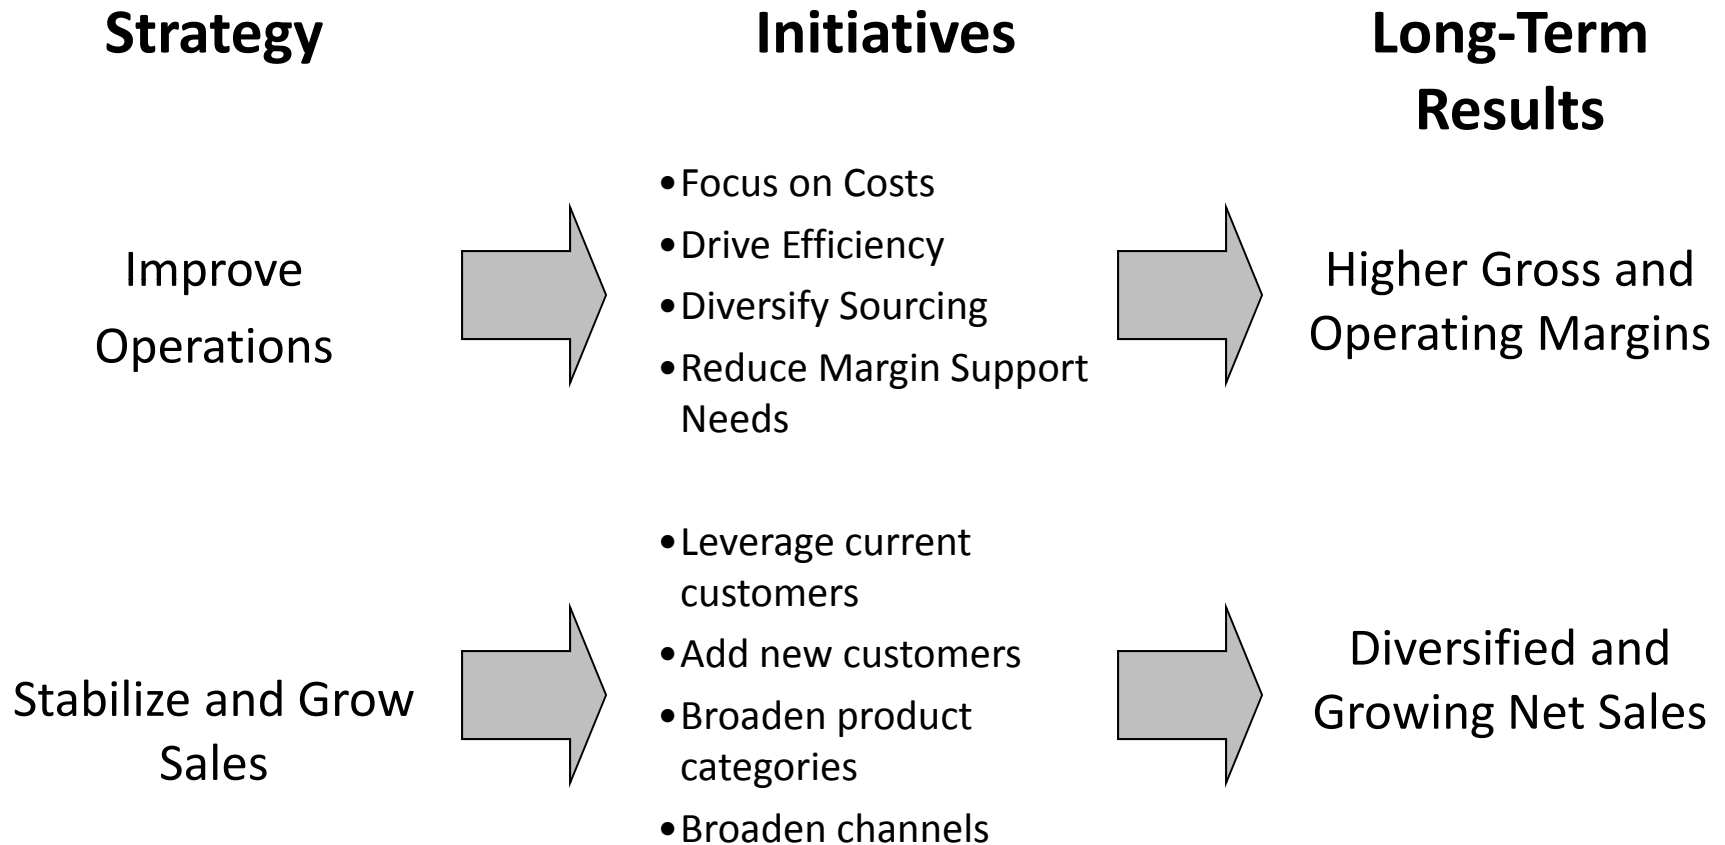 Strategy
Initiatives
Long-Term
Results
Improve
Operations
•Focus on Costs
•Drive Efficiency
•Diversify Sourcing
•Reduce Margin Support
Needs
Higher Gross and
Operating Margins
Stabilize and Grow
Sales
•Leverage current
customers
•Add new customers
•Broaden product
categories
•Broaden channels
Diversified and
Growing Net Sales